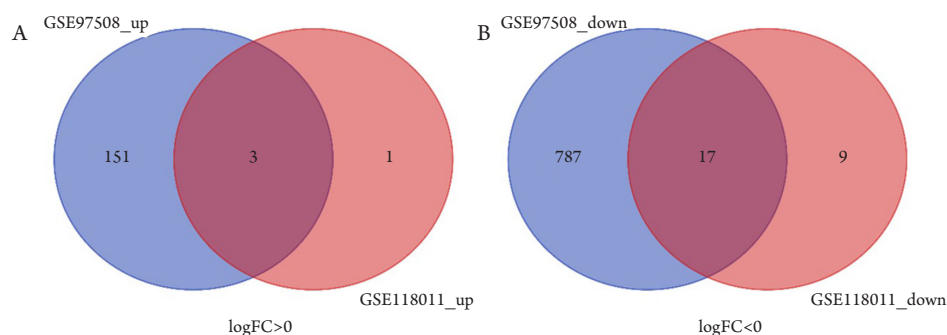 A
GSE97508_up
151
3
1
GSE118011_up
logFC>0
B
GSE97508_down
787
17
9
GSE118011_down
logFC<0